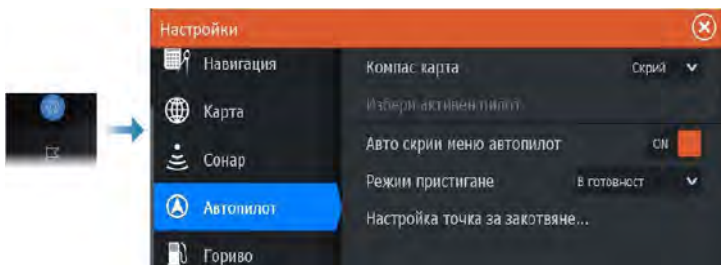 Настройки
Навигация
Карта
Сонар
Автопилот
Гориво
Компас карта Скрий
Избери активен пилот
Авто скрии меню автопилот ON
Режим пристигане В готовност
Настройка точка за закотвяне...